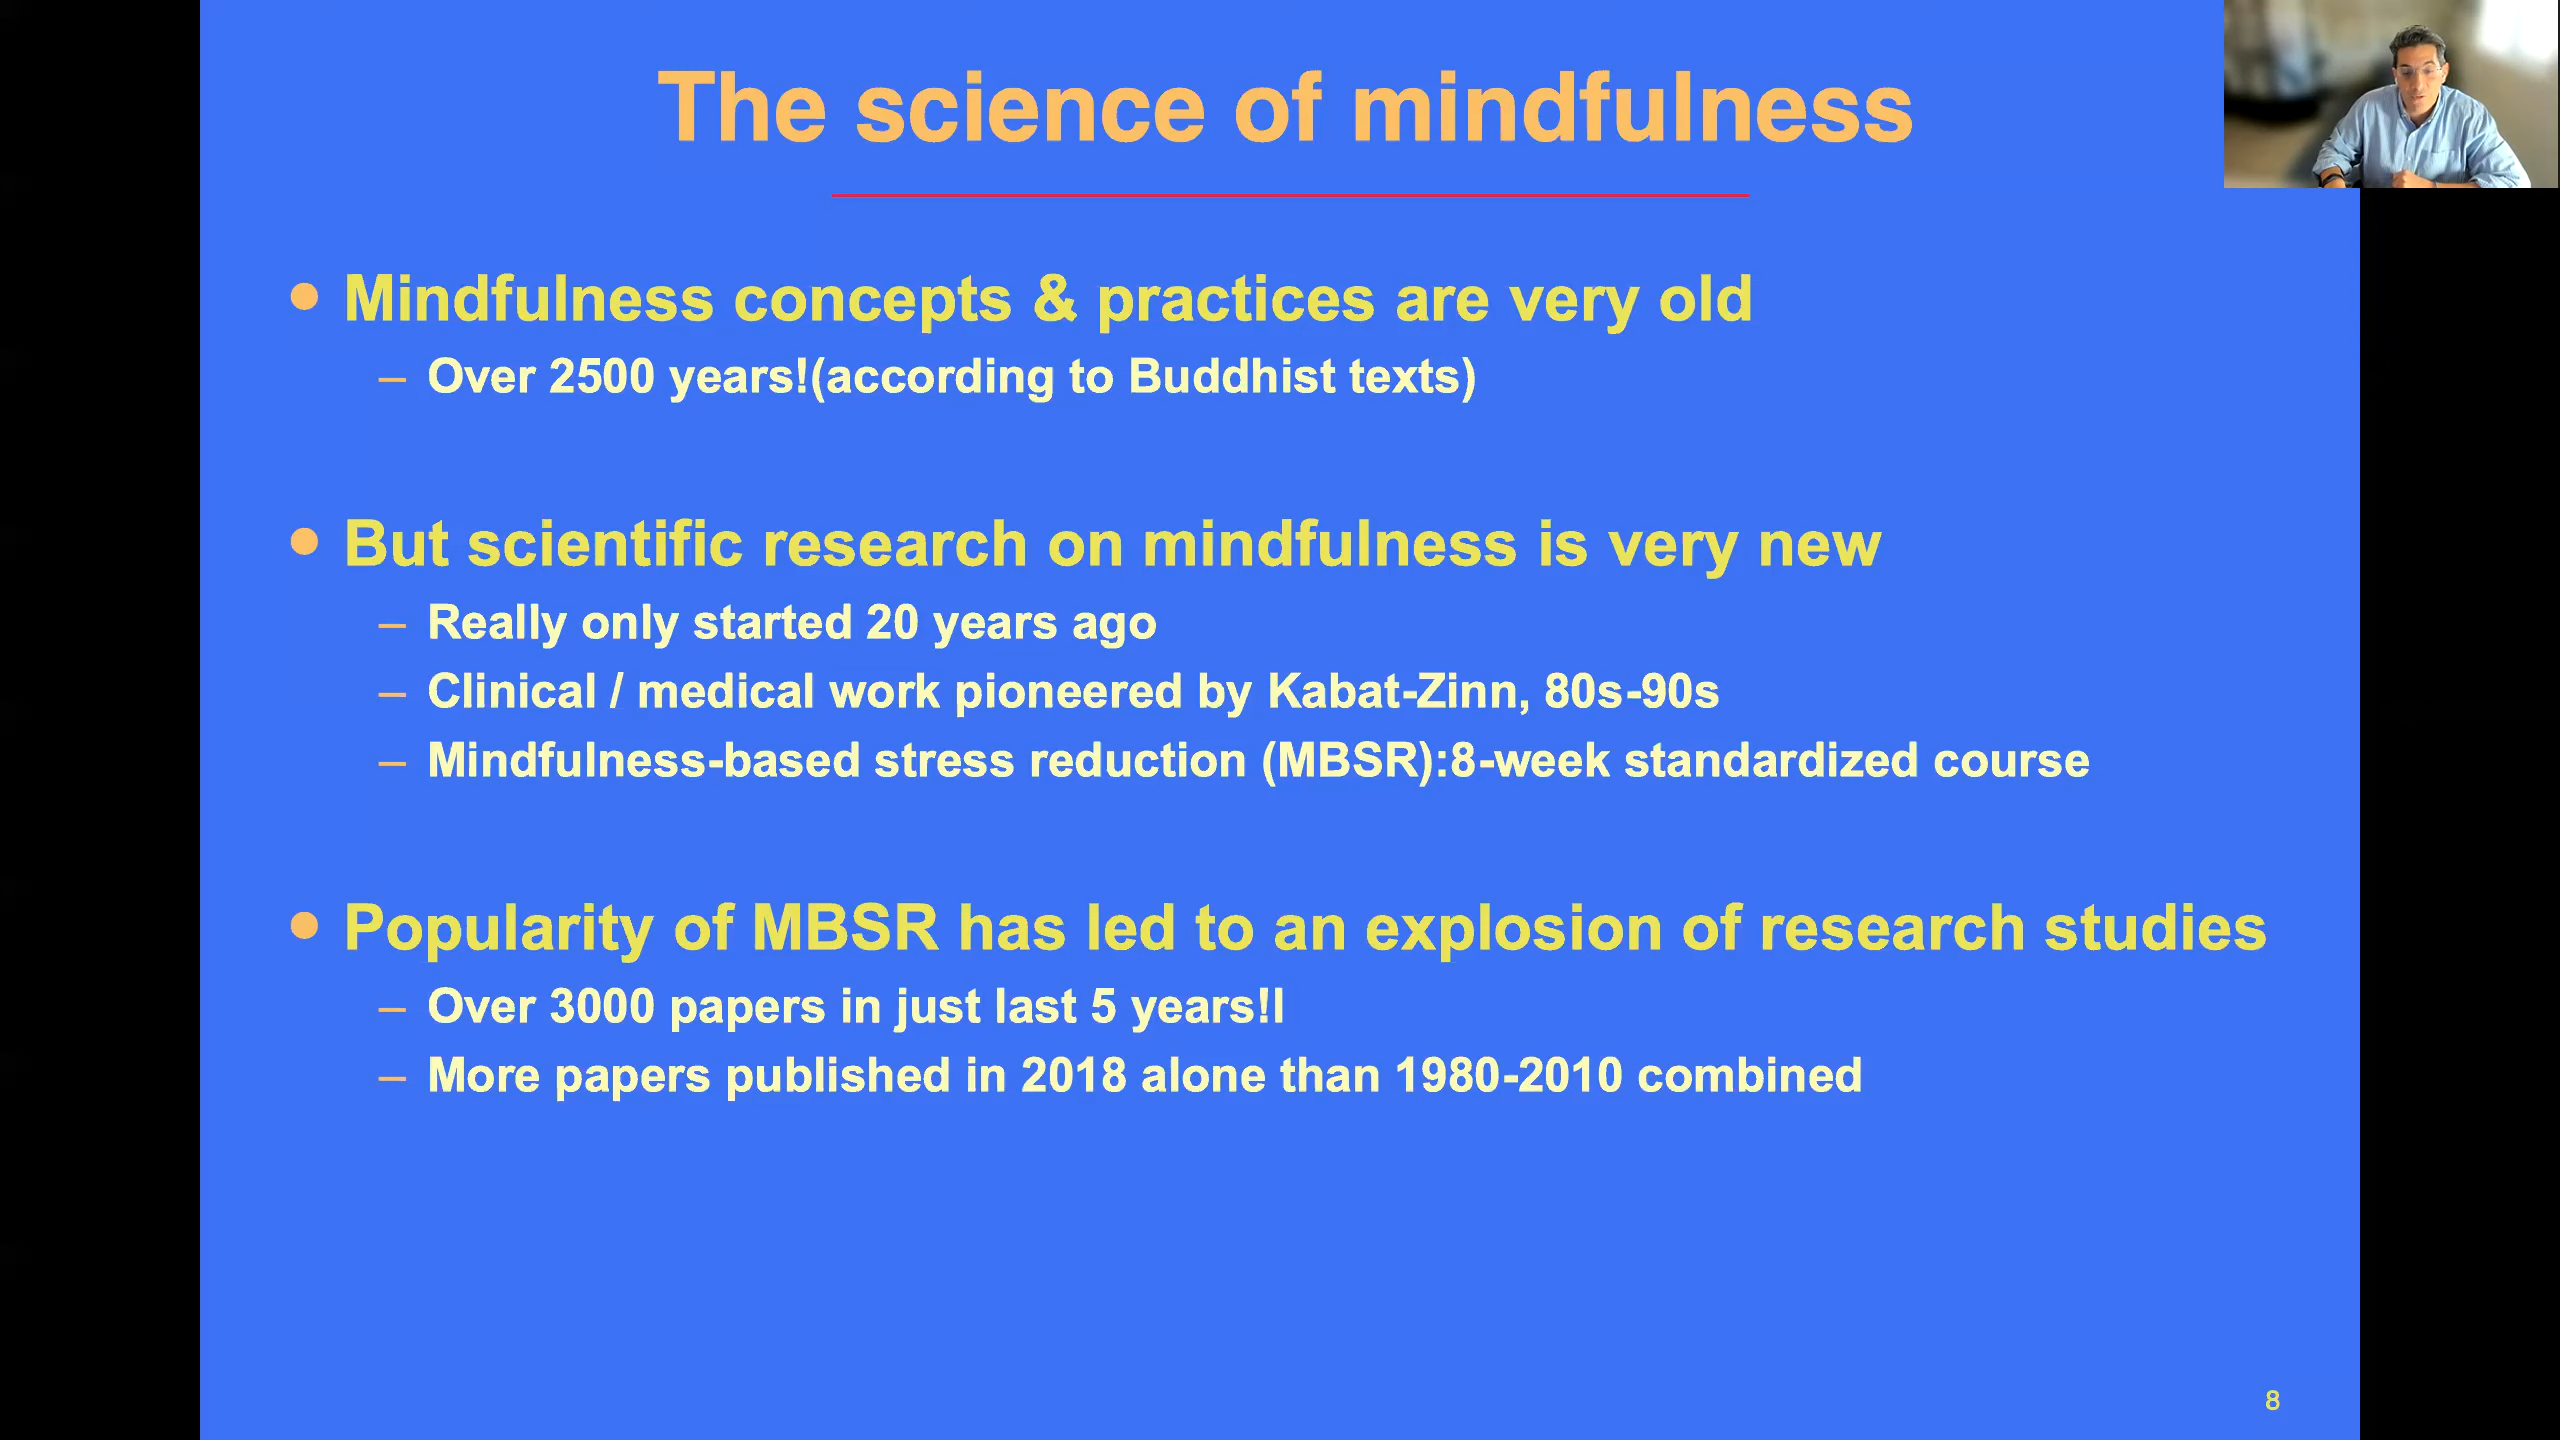 The science of mindfulness
• Mindfulness concepts & practices are very old
– Over 2500 years!(according to Buddhist texts)
• But scientific research on mindfulness is very new
– Really only started 20 years ago
– Clinical / medical work pioneered by Kabat-Zinn, 80s-90s
– Mindfulness-based stress reduction (MBSR):8-week standardized course
• Popularity of MBSR has led to an explosion of research studies
– Over 3000 papers in just last 5 years!I
– More papers published in 2018 alone than 1980-2010 combined
8